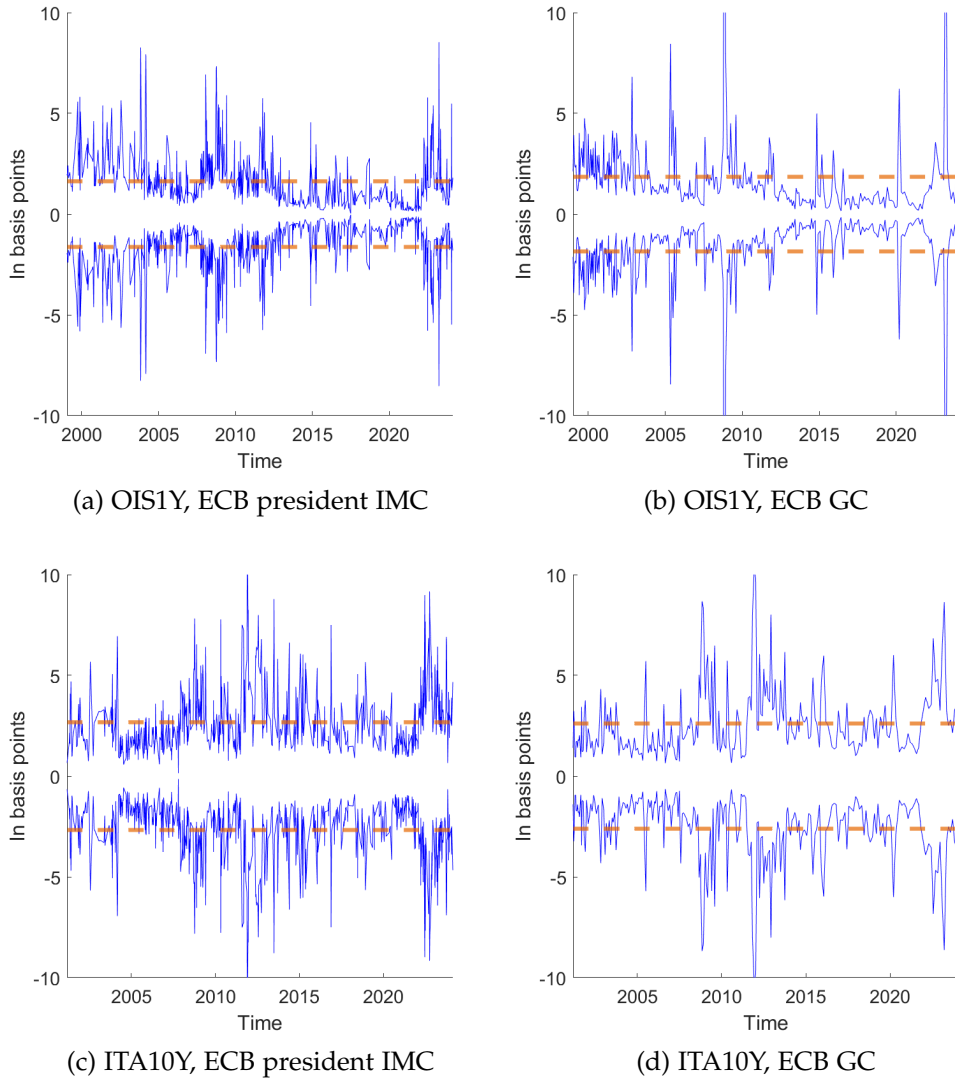 10
5
0
-5
-10
In basis points
2000 2005 2010 2015 2020
Time
(a) OIS1Y, ECB president IMC
10
5
0
-5
-10
In basis points
2000 2005 2010 2015 2020
Time
(b) OIS1Y, ECB GC
10
5
0
-5
-10
In basis points
2005 2010 2015 2020
Time
(c) ITA10Y, ECB president IMC
10
5
0
-5
-10
In basis points
2005 2010 2015 2020
Time
(d) ITA10Y, ECB GC